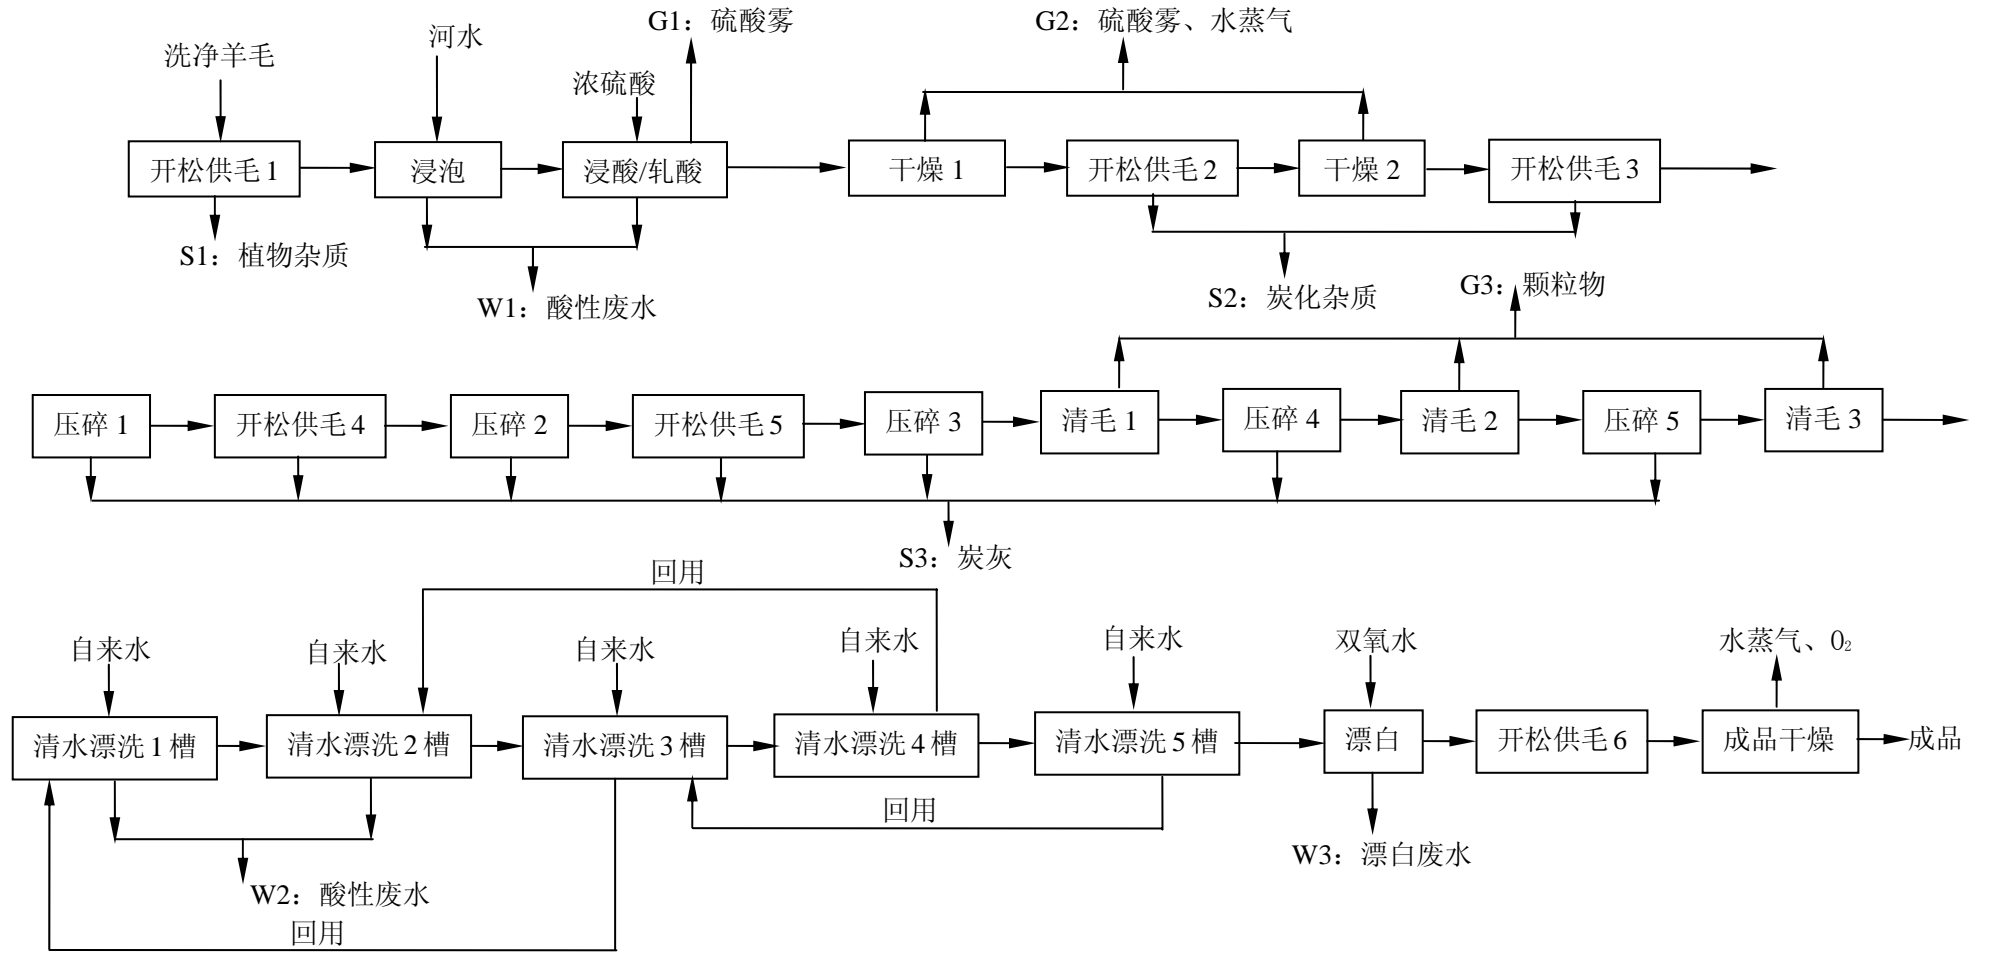 G1：硫酸雾
G2：硫酸雾、水蒸气
洗净羊毛
河水
浓硫酸
开松供毛 1
浸泡
浸酸/轧酸
干燥 1
开松供毛 2
干燥 2
开松供毛 3
S1：植物杂质
W1：酸性废水
S2：炭化杂质
G3：颗粒物
压碎 1
开松供毛 4
压碎 2
开松供毛 5
压碎 3
清毛 1
压碎 4
清毛 2
压碎 5
清毛 3
S3：炭灰
回用
自来水
自来水
自来水
自来水
自来水
双氧水
水蒸气、O₂
清水漂洗 1 槽
清水漂洗 2 槽
清水漂洗 3 槽
清水漂洗 4 槽
清水漂洗 5 槽
漂白
开松供毛 6
成品干燥
成品
回用
W3：漂白废水
W2：酸性废水
回用